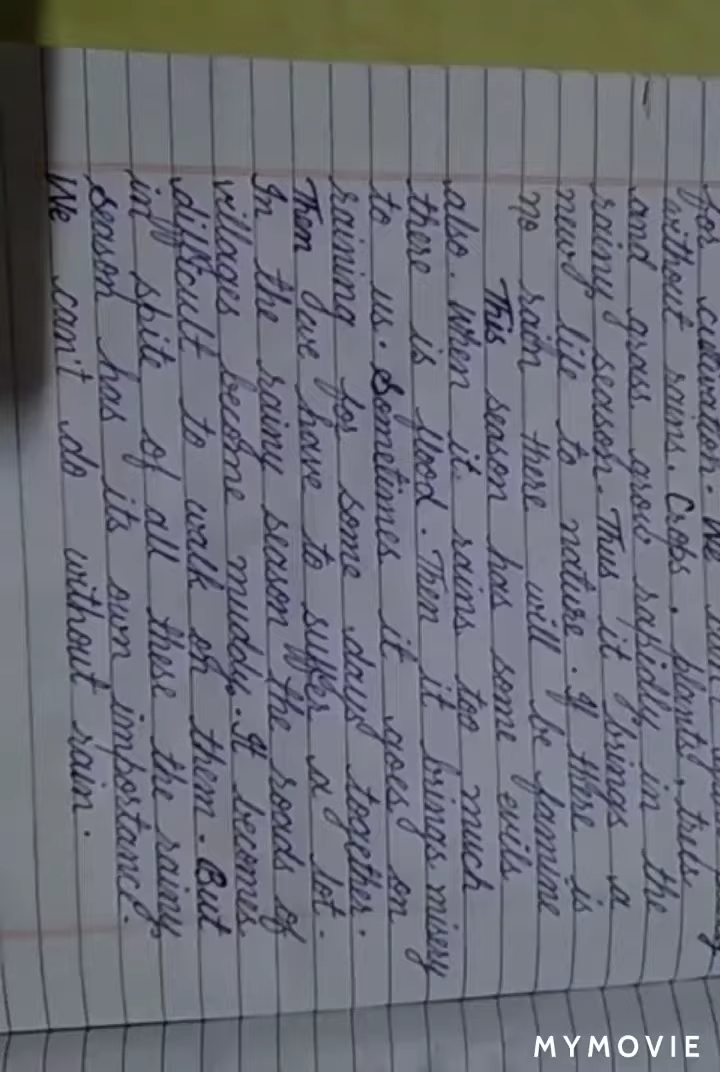 for cultivation. We
without rains. Crops, plants, trees
and grass grow rapidly in the
rainy season. Thus it brings a
new life to nature. If there is
no rain there will be famine
This season has some evils
also. When it rains too much
there is flood. Then it brings misery
to us. Sometimes it goes on
raining for some days together.
Then we have to suffer a lot.
In the rainy season the roads of
villages become muddy. It becomes
difficult to walk on them. But
in spite of all these the rainy
season has its own importance.
We can't do without rain.
MYMOVIE